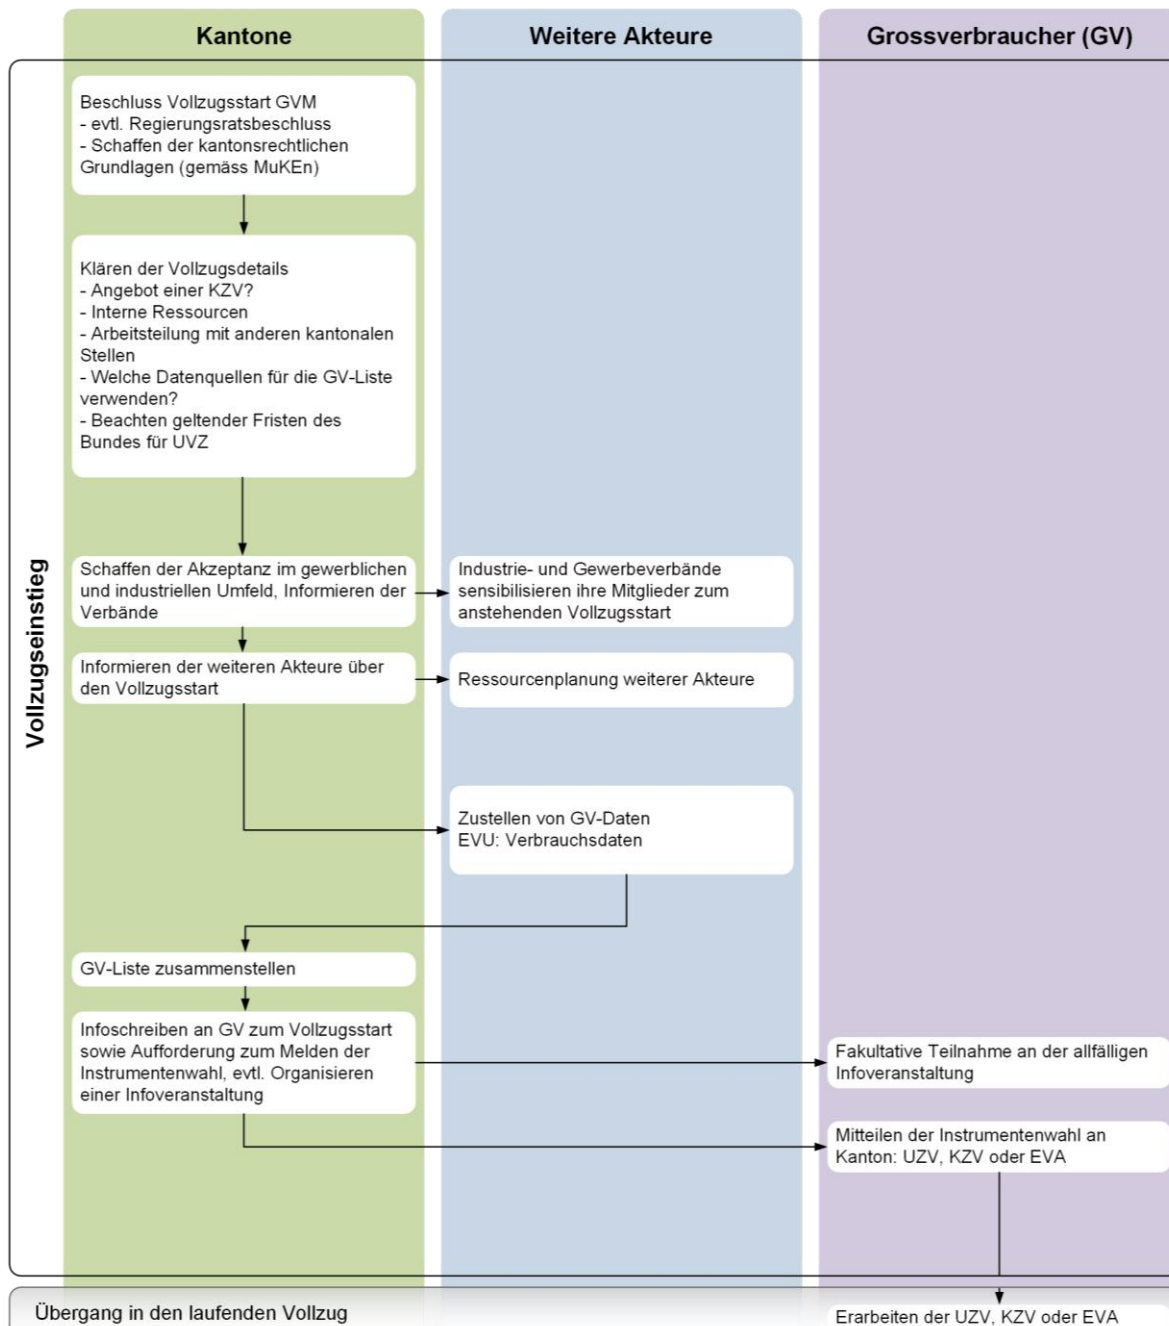 Kantone
Weitere Akteure
Grossverbraucher (GV)
Vollzugseinstieg
Beschluss Vollzugsstart GVM
- evtl. Regierungsratsbeschluss
- Schaffen der kantonsrechtlichen
Grundlagen (gemäss MuKEn)
Klären der Vollzugsdetails
- Angebot einer KZV?
- Interne Ressourcen
- Arbeitsteilung mit anderen kantonalen
Stellen
- Welche Datenquellen für die GV-Liste
verwenden?
- Beachten geltender Fristen des
Bundes für UVZ
Schaffen der Akzeptanz im gewerblichen
und industriellen Umfeld, Informieren der
Verbände
Industrie- und Gewerbeverbände
sensibilisieren ihre Mitglieder zum
anstehenden Vollzugsstart
Informieren der weiteren Akteure über
den Vollzugsstart
Ressourcenplanung weiterer Akteure
Zustellen von GV-Daten
EVU: Verbrauchsdaten
GV-Liste zusammenstellen
Infoschreiben an GV zum Vollzugsstart
sowie Aufforderung zum Melden der
Instrumentenwahl, evtl. Organisieren
einer Infoveranstaltung
Fakultative Teilnahme an der allfälligen
Infoveranstaltung
Mitteilen der Instrumentenwahl an
Kanton: UZV, KZV oder EVA
Übergang in den laufenden Vollzug
Erarbeiten der UZV, KZV oder EVA